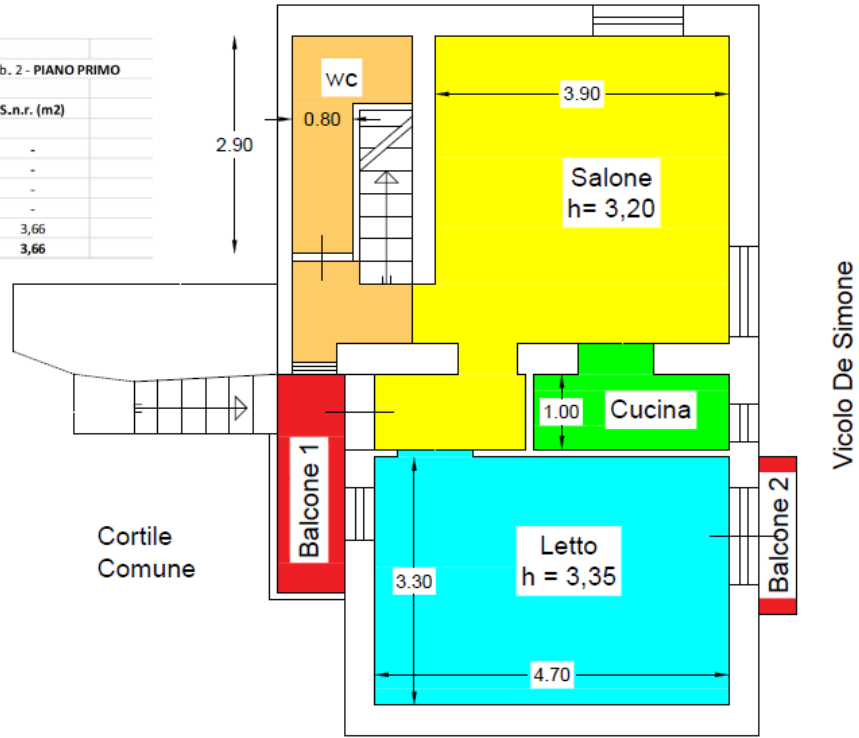 b. 2 - PIANO PRIMO
S.n.r. (m2)
-
-
-
-
3,66
3,66
wc
0.80
2.90
3.90
Salone
h= 3,20
1.00
Cucina
Balcone 1
Cortile
Comune
Letto
h = 3,35
3.30
4.70
Balcone 2
Vicolo De Simone